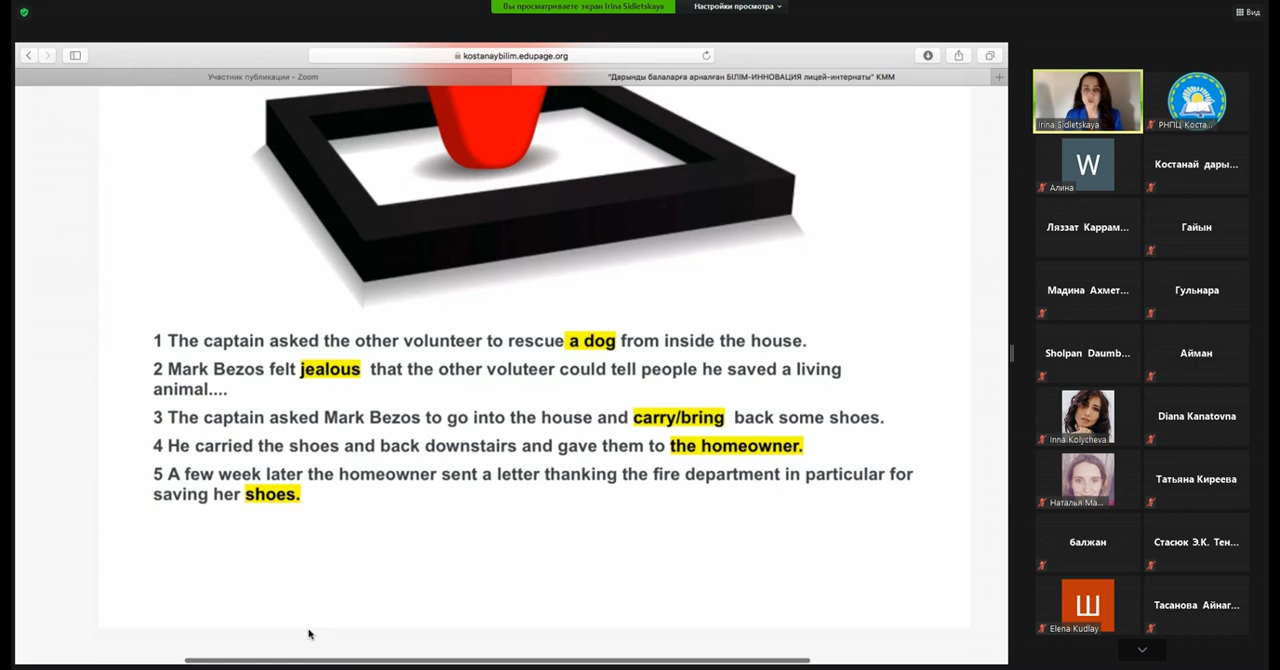 Вы просматриваете экран Irina Sidletskaya
Настройки просмотра
Вид
kostanaybilim.edupage.org
Участник публикации - Zoom
"Дарынды балаларға арналған БІЛІМ-ИННОВАЦИЯ лицей-интернаты" КММ
1 The captain asked the other volunteer to rescue a dog from inside the house.
2 Mark Bezos felt jealous that the other voluteer could tell people he saved a living
animal....
3 The captain asked Mark Bezos to go into the house and carry/bring back some shoes.
4 He carried the shoes and back downstairs and gave them to the homeowner.
5 A few week later the homeowner sent a letter thanking the fire department in particular for
saving her shoes.
Irina Sidletskaya
РНПЦ Коста...
W
Алина
Костанай дары...
Ляззат Каррам...
Гайын
Мадина Ахмет...
Гульнара
Sholpan Daumb...
Айман
Inna Kolycheva
Diana Kanatovna
Наталья Ма...
Татьяна Киреева
балжан
Стасюк Э.К. Тен...
Ш
Elena Kudlay
Тасанова Айнаг...